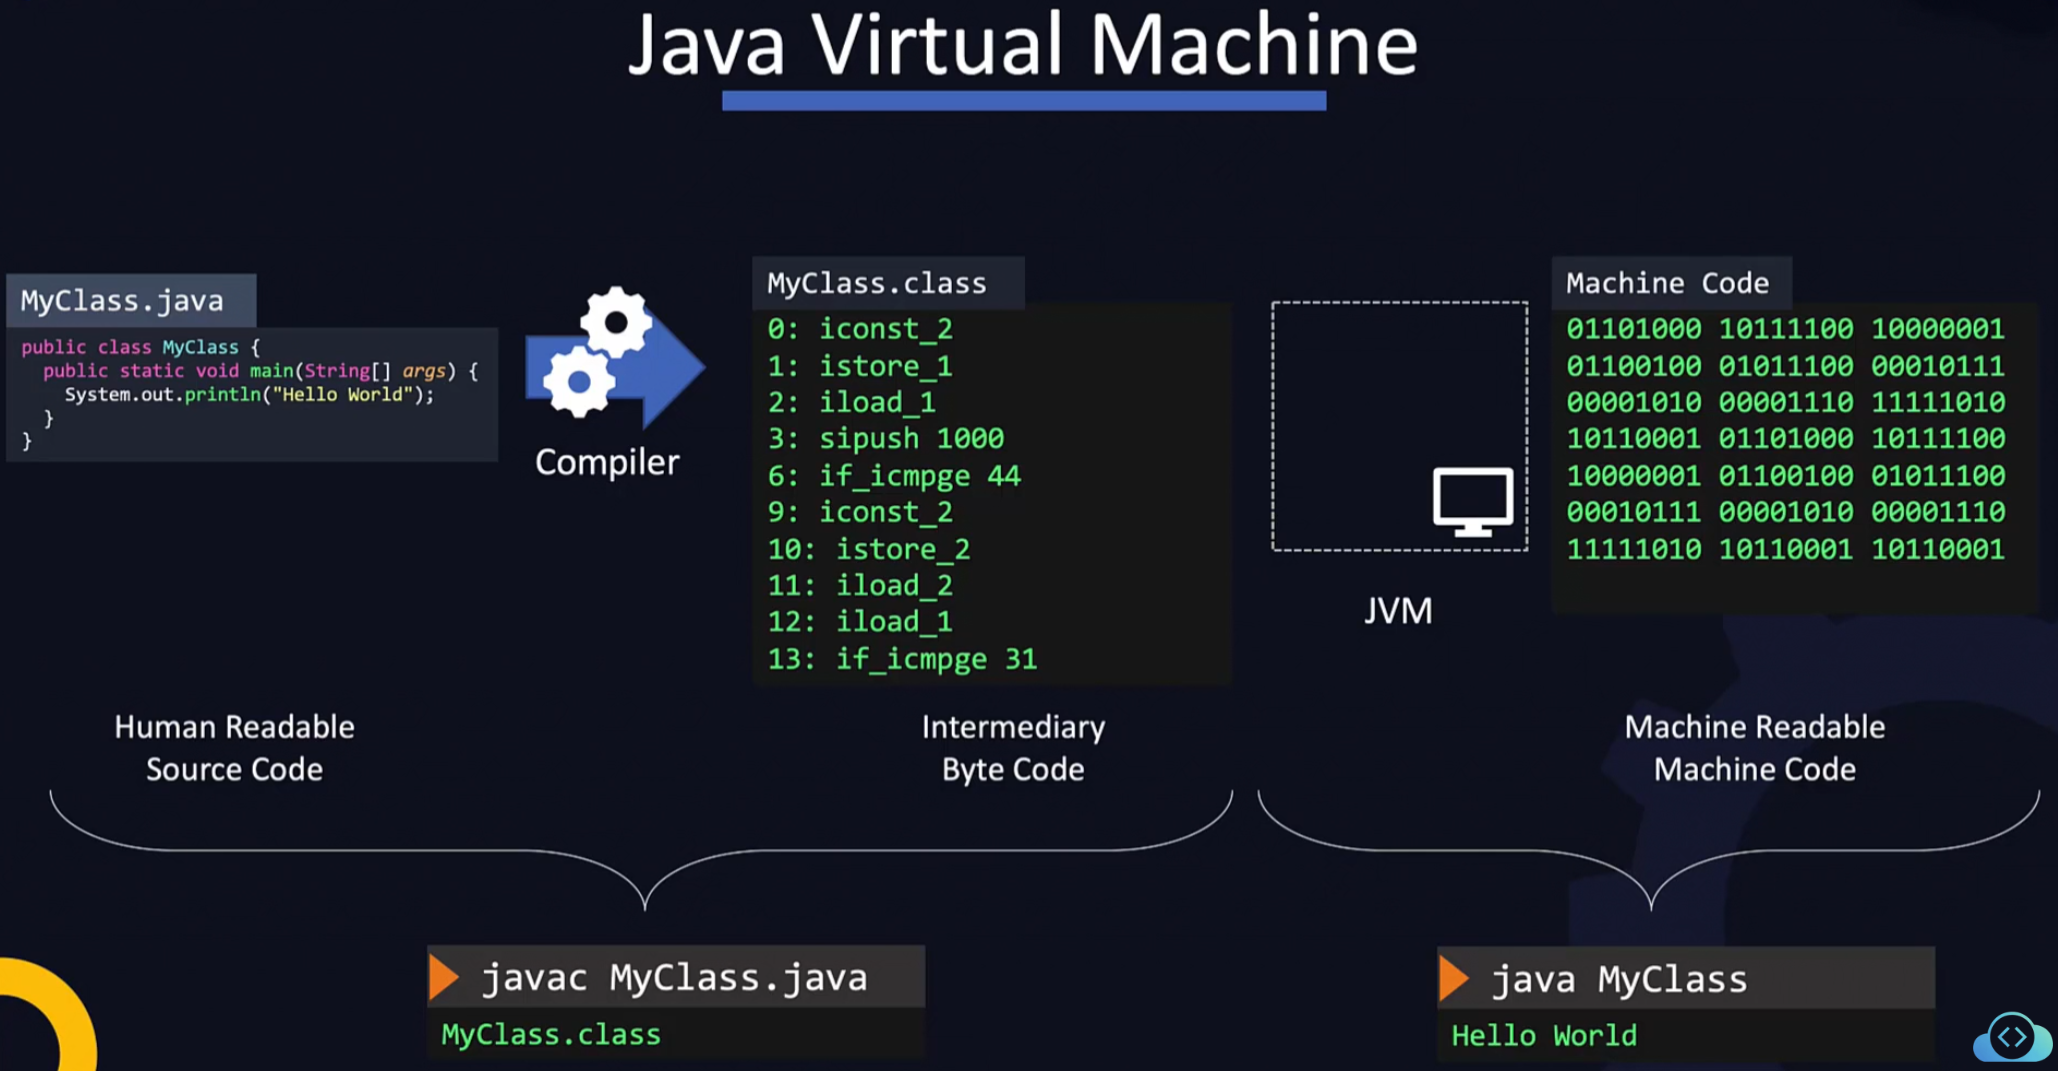 Java Virtual Machine
MyClass.java
public class MyClass {
public static void main(String[] args) {
System.out.println("Hello World");
}
}
Compiler
MyClass.class
0: iconst_2
1: istore_1
2: iload_1
3: sipush 1000
6: if_icmpge 44
9: iconst_2
10: istore_2
11: iload_2
12: iload_1
13: if_icmpge 31
JVM
Machine Code
01101000 10111100 10000001
01100100 01011100 00010111
00001010 00001110 11111010
10110001 01101000 10111100
10000001 01100100 01011100
00010111 00001010 00001110
11111010 10110001 10110001
Human Readable
Source Code
Intermediary
Byte Code
Machine Readable
Machine Code
javac MyClass.java
MyClass.class
java MyClass
Hello World